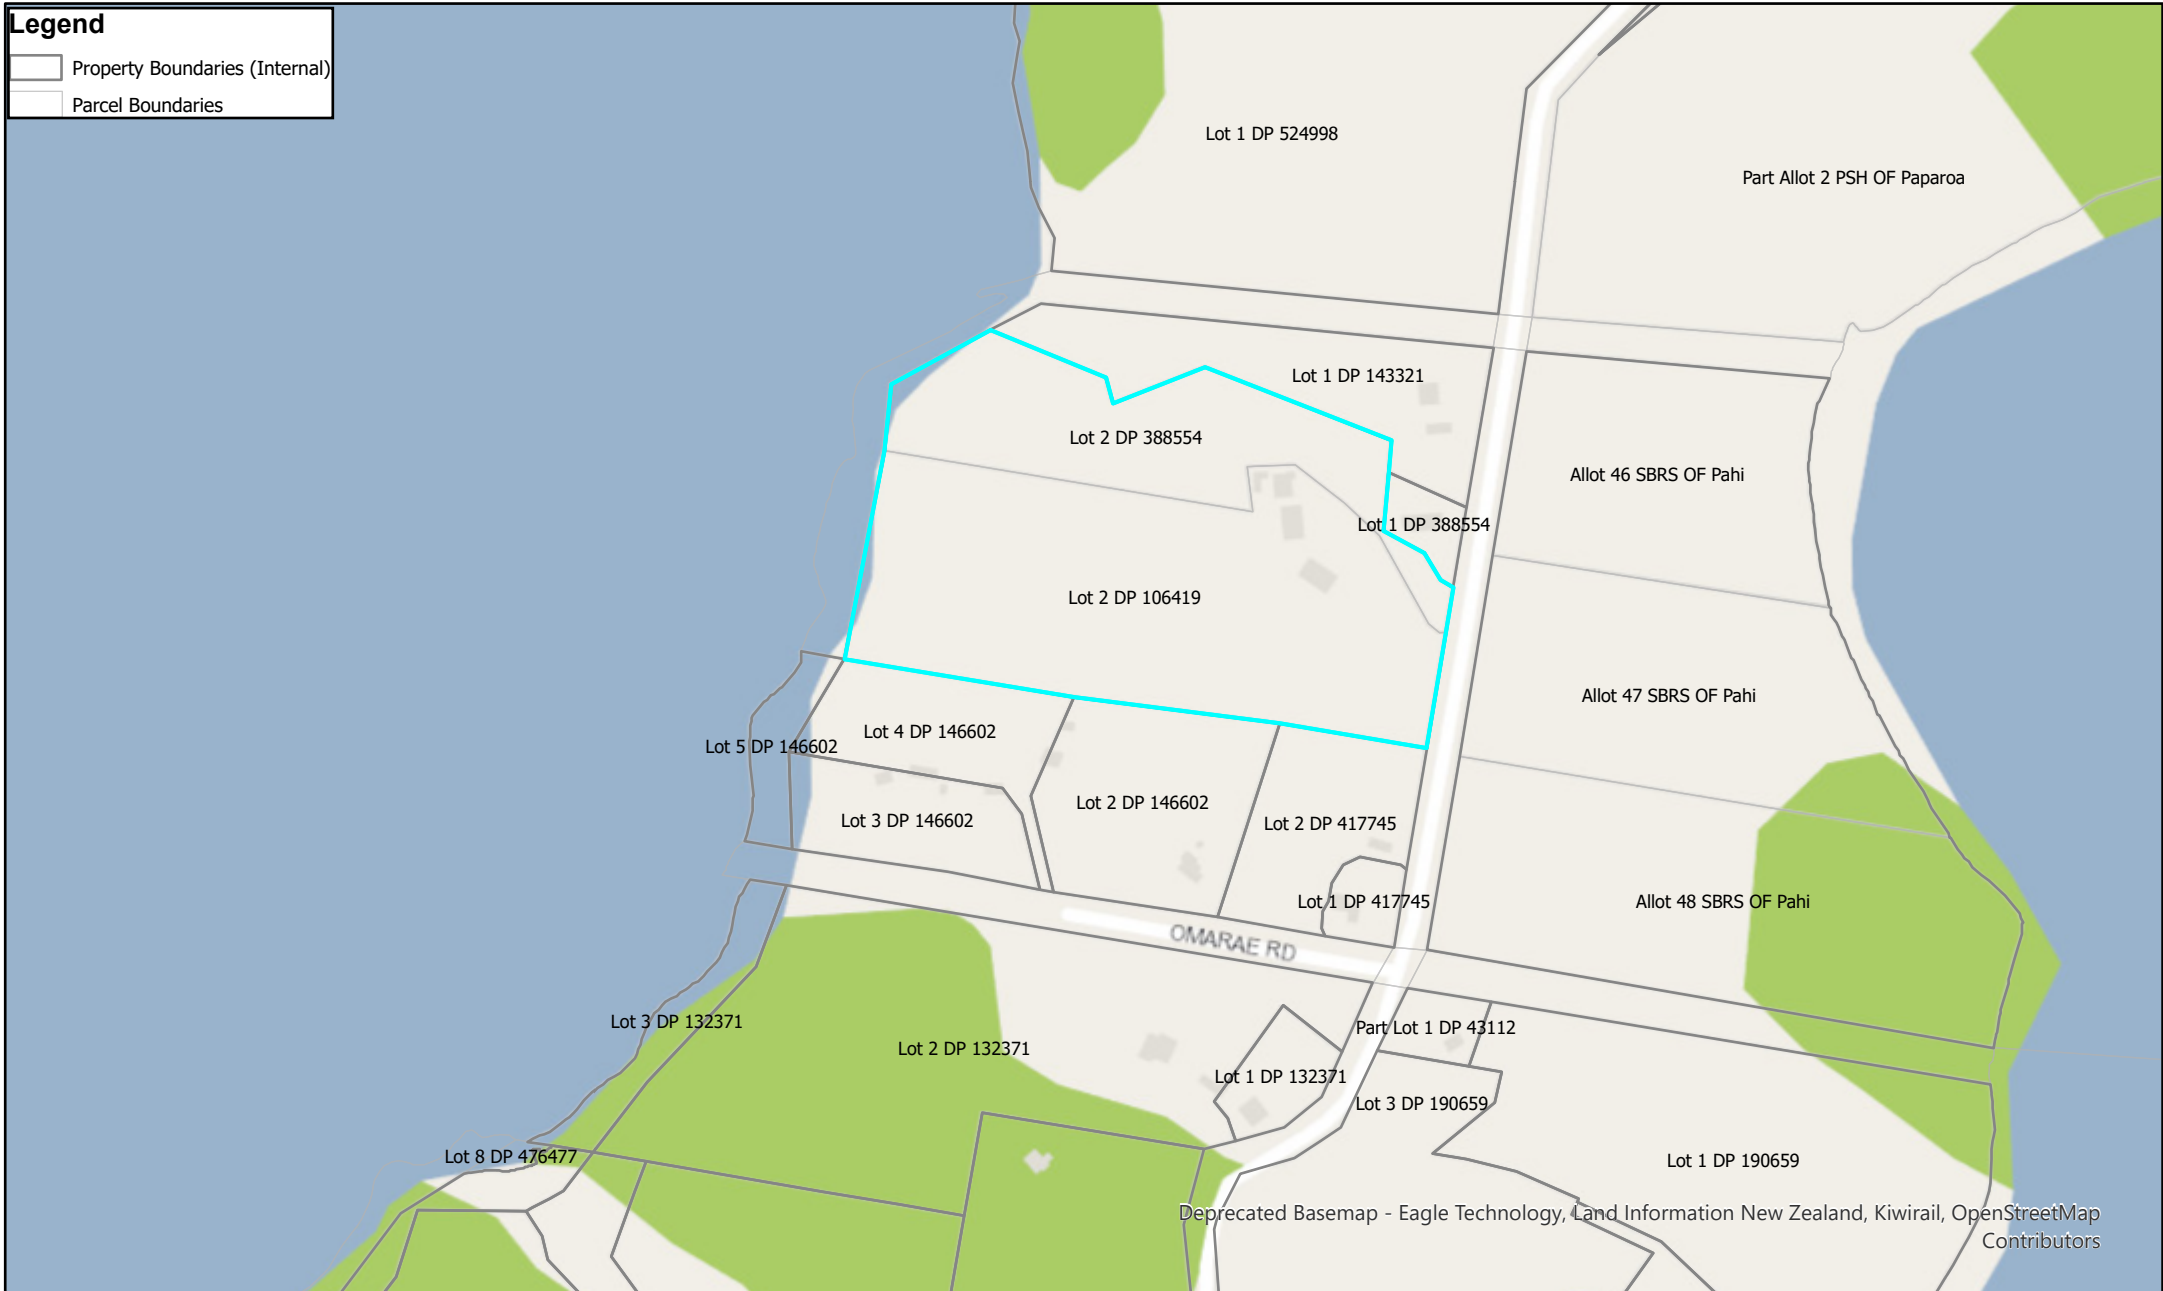 Legend
Property Boundaries (Internal)
Parcel Boundaries
Lot 1 DP 524998
Part Allot 2 PSH OF Paparoa
Lot 1 DP 143321
Lot 2 DP 388554
Allot 46 SBRS OF Pahi
Lot 1 DP 388554
Lot 2 DP 106419
Allot 47 SBRS OF Pahi
Lot 4 DP 146602
Lot 5 DP 146602
Lot 2 DP 146602
Lot 3 DP 146602
Lot 2 DP 417745
Lot 1 DP 417745
Allot 48 SBRS OF Pahi
OMARAE RD
Lot 3 DP 132371
Part Lot 1 DP 43112
Lot 2 DP 132371
Lot 1 DP 132371
Lot 3 DP 190659
Lot 8 DP 476477
Lot 1 DP 190659
Deprecated Basemap - Eagle Technology, Land Information New Zealand, Kiwirail, OpenStreetMap
Contributors